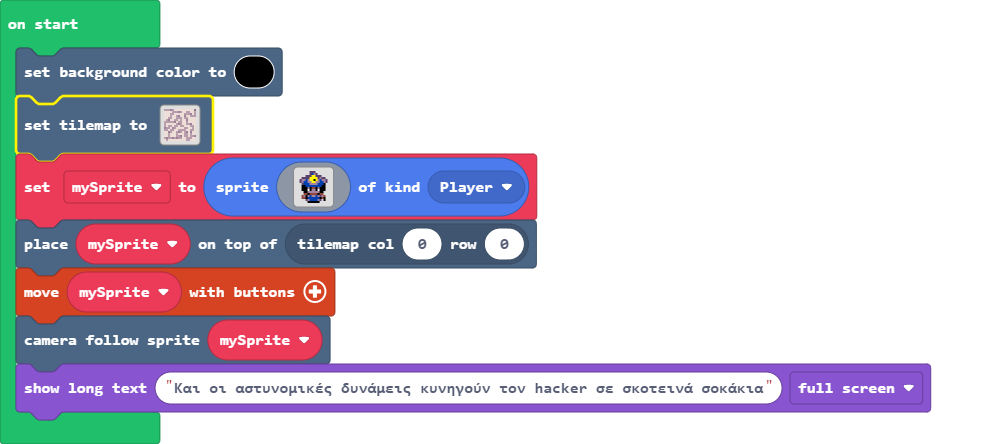 on start
set background color to
set tilemap to
set mySprite to sprite of kind Player
place mySprite on top of tilemap col 0 row 0
move mySprite with buttons
camera follow sprite mySprite
show long text "Και οι αστυνομικές δυνάμεις κυνηγούν τον hacker σε σκοτεινά σοκάκια" full screen